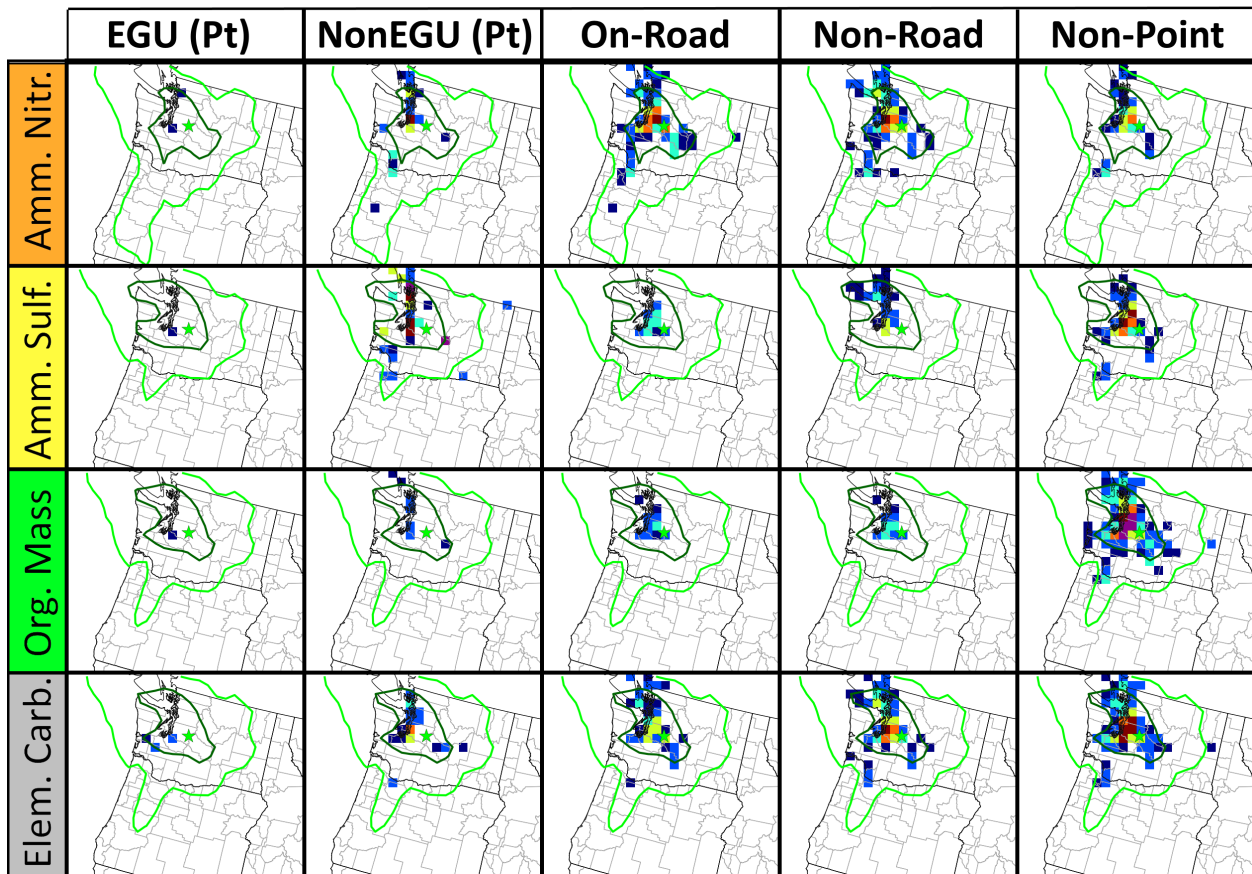 EGU (Pt)
NonEGU (Pt)
On-Road
Non-Road
Non-Point
Amm. Nitr.
Amm. Sulf.
Org. Mass
Elem. Carb.